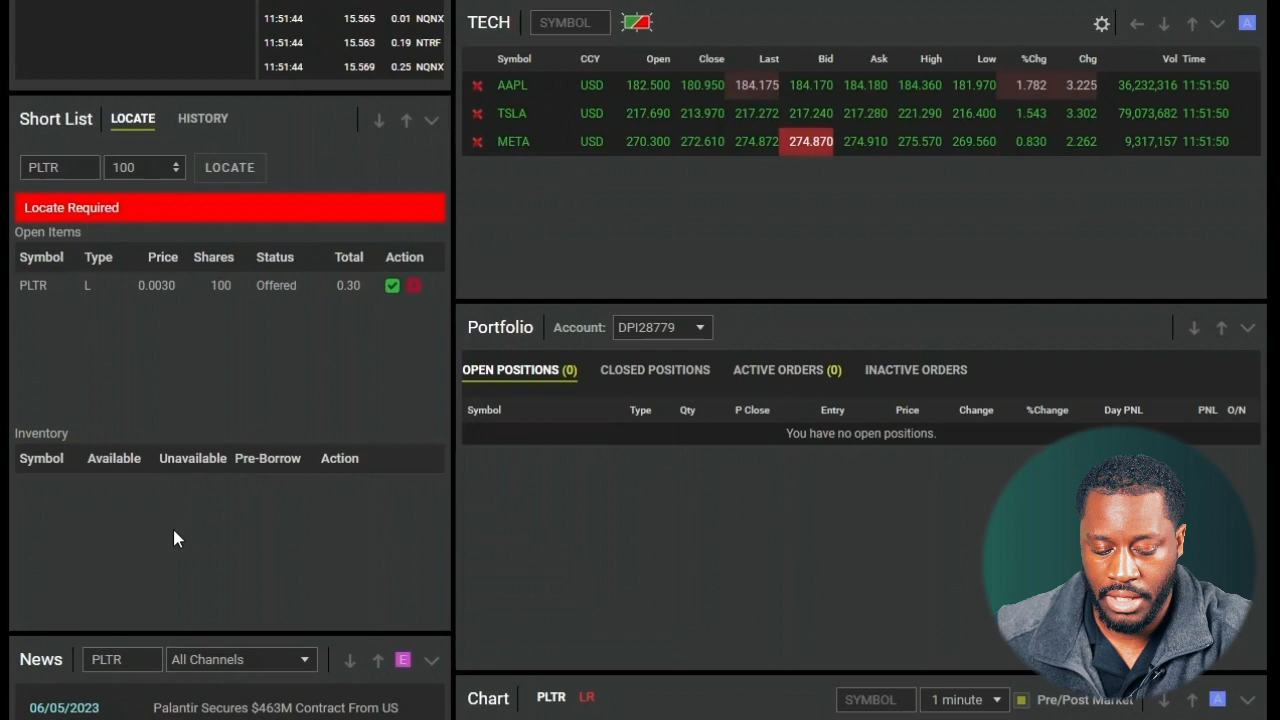 11:51:44 15.565 0.01 NQNX
11:51:44 15.563 0.19 NTRF
11:51:44 15.569 0.25 NQNX
Short List LOCATE HISTORY
PLTR 100 LOCATE
Locate Required
Open Items
Symbol Type Price Shares Status Total Action
PLTR L 0.0030 100 Offered 0.30
Inventory
Symbol Available Unavailable Pre-Borrow Action
News PLTR All Channels E
06/05/2023 Palantir Secures $463M Contract From US
TECH SYMBOL A
Symbol CCY Open Close Last Bid Ask High Low %Chg Chg Vol Time
AAPL USD 182.500 180.950 184.175 184.170 184.180 184.360 181.970 1.782 3.225 36,232,316 11:51:50
TSLA USD 217.690 213.970 217.272 217.240 217.280 221.290 216.400 1.543 3.302 79,073,682 11:51:50
META USD 270.300 272.610 274.872 274.870 274.910 275.570 269.560 0.830 2.262 9,317,157 11:51:50
Portfolio Account: DPI28779
OPEN POSITIONS (0) CLOSED POSITIONS ACTIVE ORDERS (0) INACTIVE ORDERS
Symbol Type Qty P Close Entry Price Change %Change Day PNL PNL O/N
You have no open positions.
Chart PLTR LR SYMBOL 1 minute Pre/Post Market A